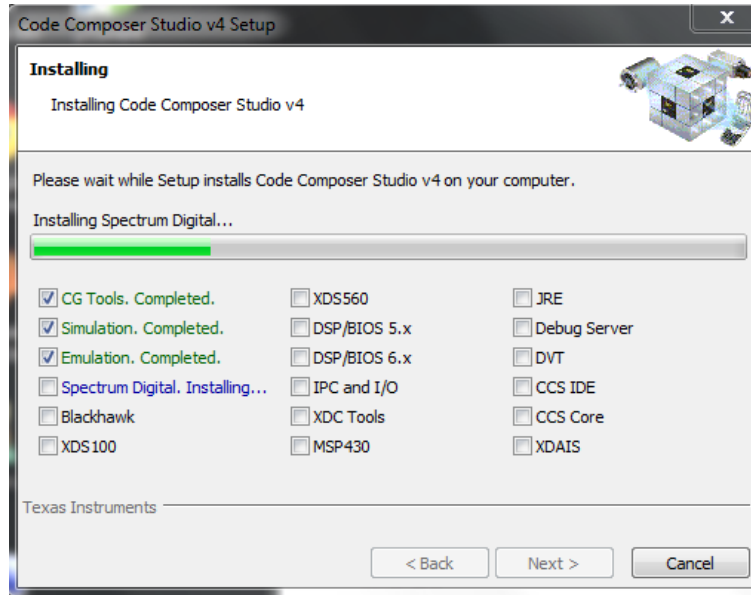 Code Composer Studio v4 Setup
x
Installing
Installing Code Composer Studio v4
Please wait while Setup installs Code Composer Studio v4 on your computer.
Installing Spectrum Digital...
CG Tools. Completed.
Simulation. Completed.
Emulation. Completed.
Spectrum Digital. Installing...
Blackhawk
XDS100
XDS560
DSP/BIOS 5.x
DSP/BIOS 6.x
IPC and I/O
XDC Tools
MSP430
JRE
Debug Server
DVT
CCS IDE
CCS Core
XDAIS
Texas Instruments
< Back
Next >
Cancel